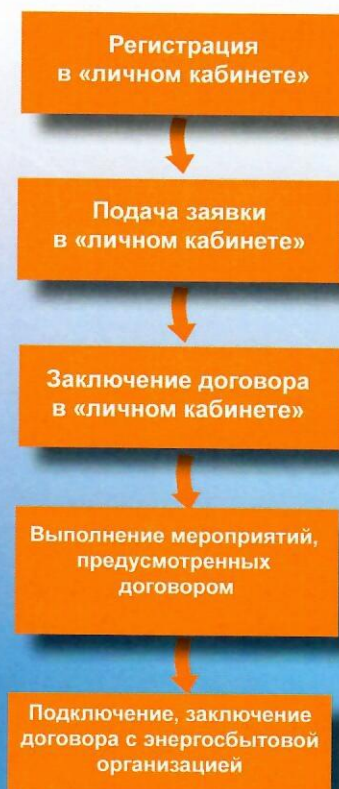 Регистрация
в «личном кабинете»
Подача заявки
в «личном кабинете»
Заключение договора
в «личном кабинете»
Выполнение мероприятий,
предусмотренных
договором
Подключение, заключение
договора с энергосбытовой
организацией